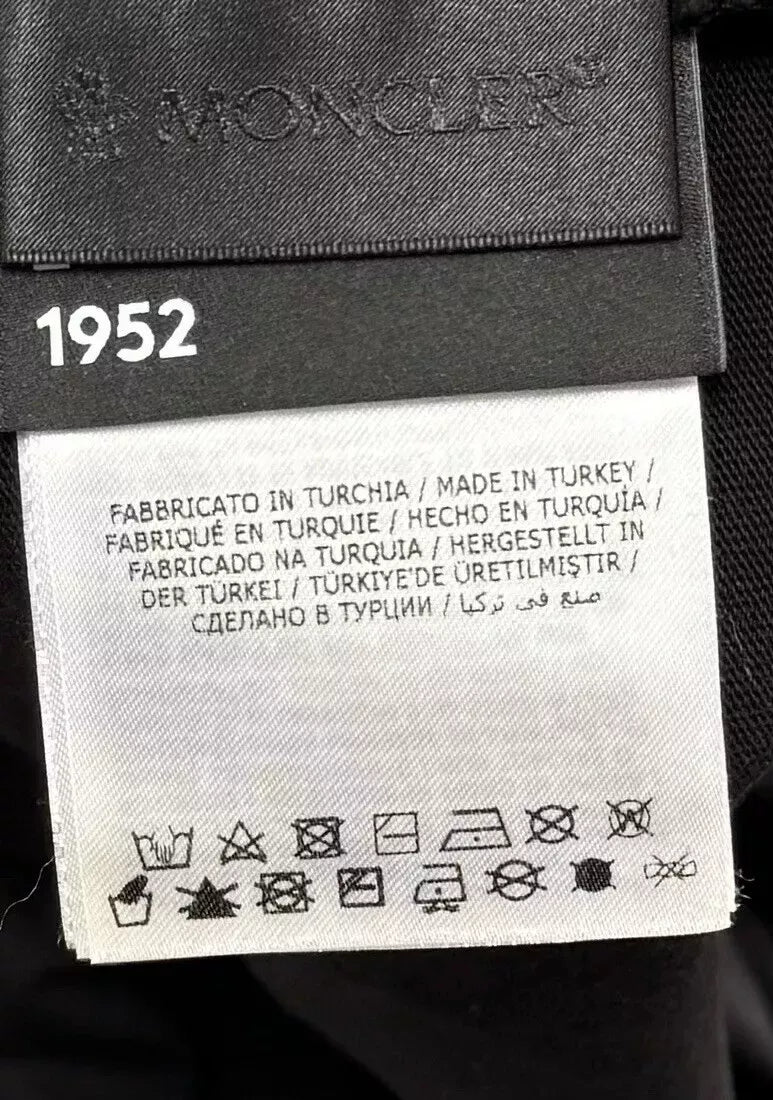 MONCLER
1952
FABBRICATO IN TURCHIA / MADE IN TURKEY /
FABRIQUÉ EN TURQUIE / HECHO EN TURQUÍA /
FABRICADO NA TURQUIA / HERGESTELLT IN
DER TÜRKEI / TÜRKIYE'DE ÜRETILMIŞTIR /
СДЕЛАНО В ТУРЦИИ / صنع في تركيا
W